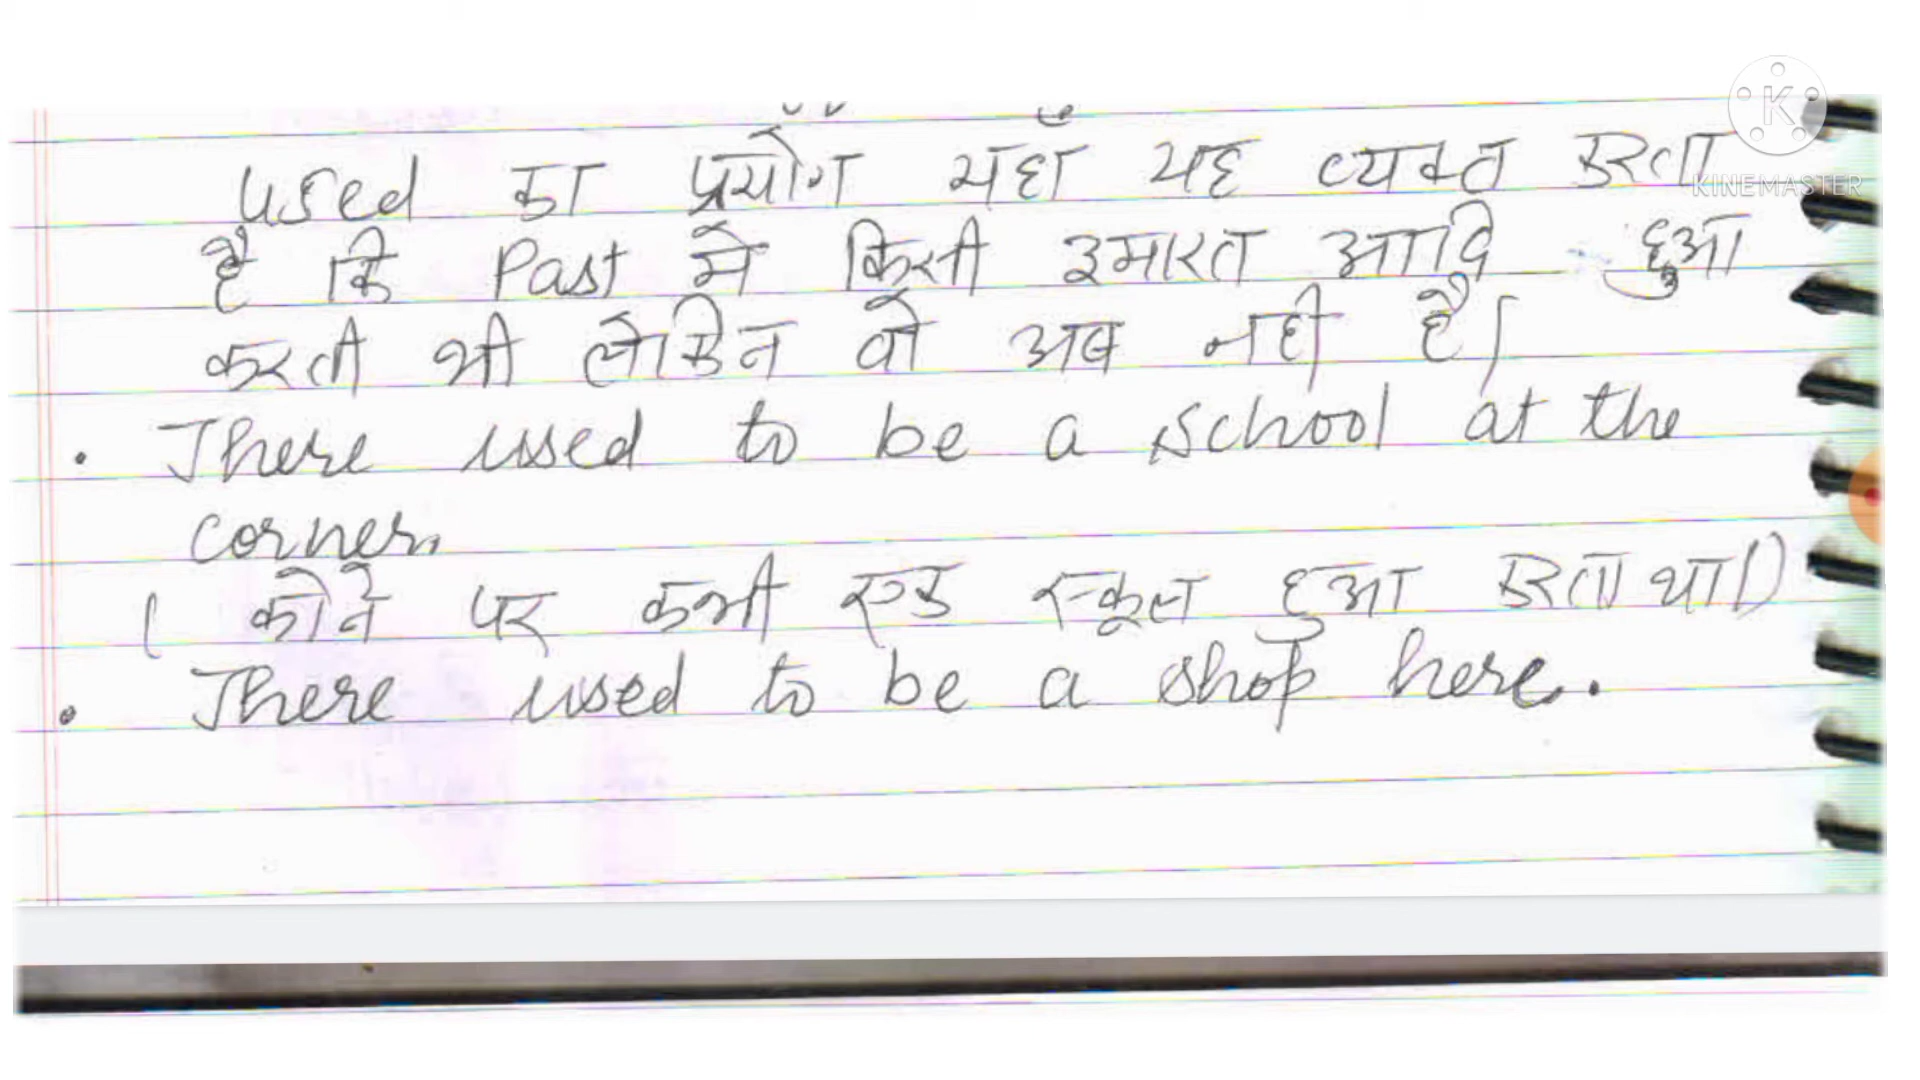 K
KINEMASTER
used का प्रयोग यहाँ यह व्यक्त करता
है कि Past में किसी इमारत आदि हुआ
करती थी लेकिन वो अब नही है।
• There used to be a school at the
corner.
( कोने पर कभी एक स्कूल हुआ करता था।)
• There used to be a shop here.